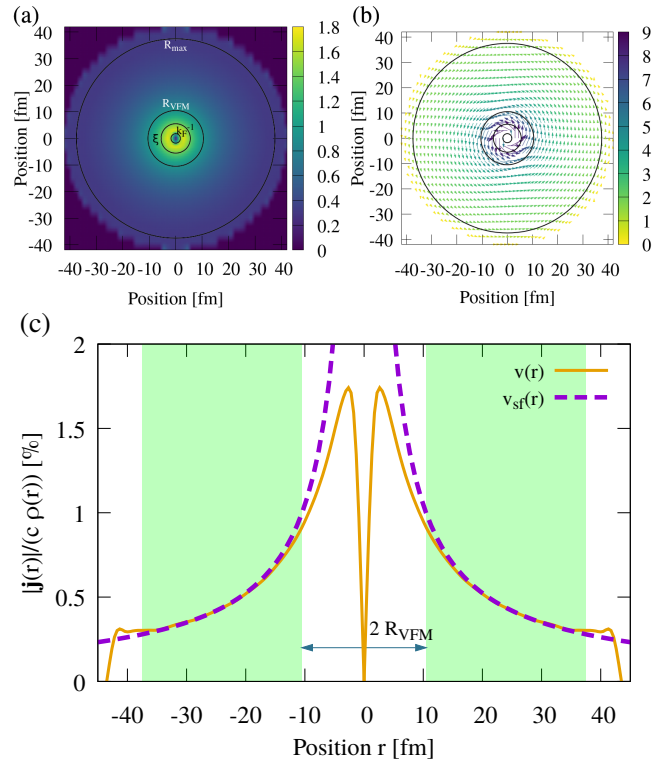 (a)
40
30
20
10
0
-10
-20
-30
-40
Position [fm]
-40 -30 -20 -10 0 10 20 30 40
Position [fm]
R_max
R_VFM
ξ
k_F^-1
1.8
1.6
1.4
1.2
1
0.8
0.6
0.4
0.2
0
(b)
40
30
20
10
0
-10
-20
-30
-40
Position [fm]
-40 -30 -20 -10 0 10 20 30 40
Position [fm]
9
8
7
6
5
4
3
2
1
0
(c)
2
1.5
1
0.5
0
|j(r)|/(c ρ(r)) [%]
v(r)
v_sf(r)
2 R_VFM
-40 -30 -20 -10 0 10 20 30 40
Position r [fm]